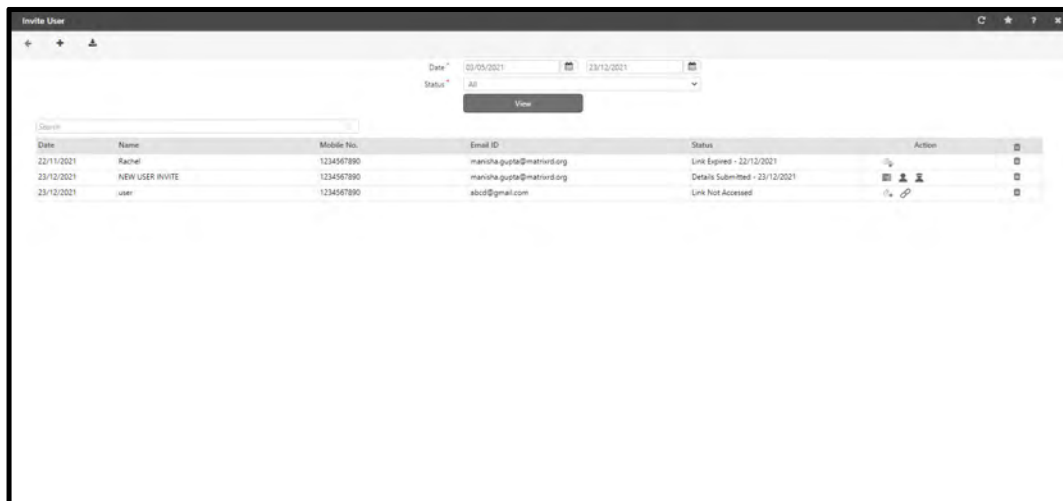 Invite User
Date* 03/05/2021 23/12/2021
Status* All
View
Search
Date Name Mobile No. Email ID Status Action
22/11/2021 Rachel 1234567890 manisha.gupta@matrixrd.org Link Expired - 22/12/2021
23/12/2021 NEW USER INVITE 1234567890 manisha.gupta@matrixrd.org Details Submitted - 23/12/2021
23/12/2021 user 1234567890 abcd@gmail.com Link Not Accessed